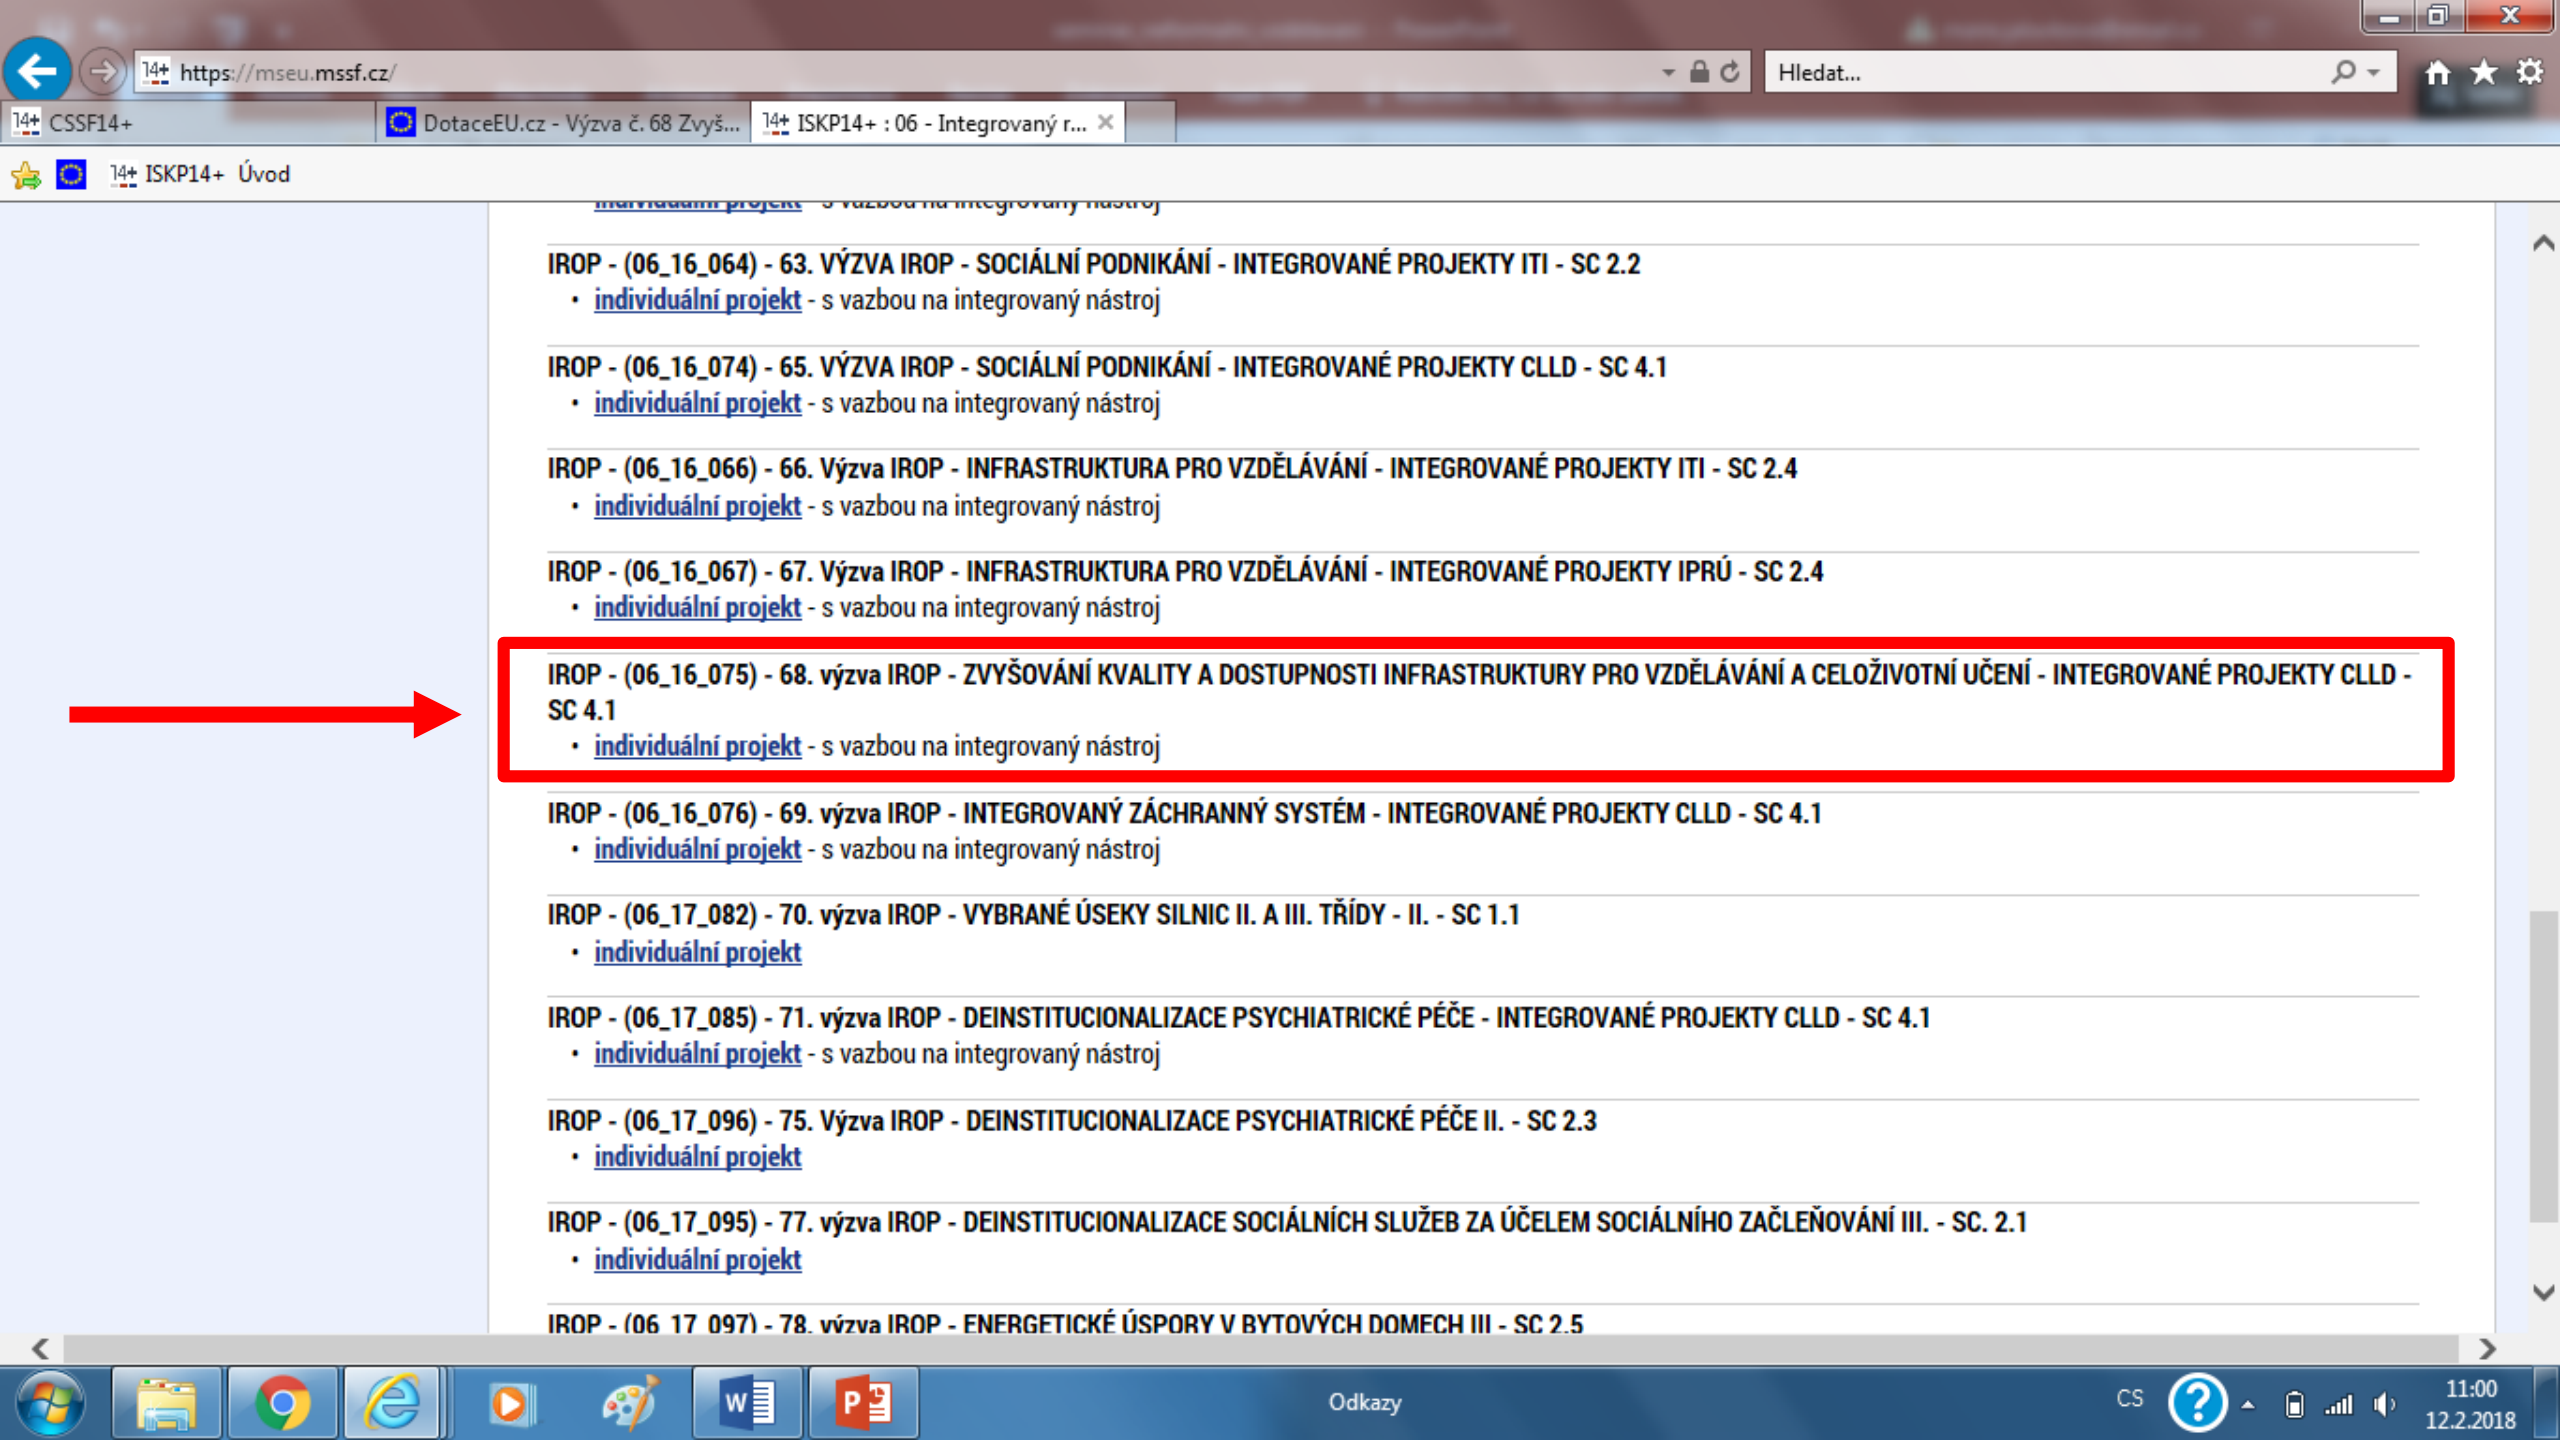 https://mseu.mssf.cz/
Hledat...
14+ CSSF14+
DotaceEU.cz - Výzva č. 68 Zvyš...
14+ ISKP14+ : 06 - Integrovaný r...
14+ ISKP14+ Úvod
individuální projekt - s vazbou na integrovaný nástroj
IROP - (06_16_064) - 63. VÝZVA IROP - SOCIÁLNÍ PODNIKÁNÍ - INTEGROVANÉ PROJEKTY ITI - SC 2.2
• individuální projekt - s vazbou na integrovaný nástroj
IROP - (06_16_074) - 65. VÝZVA IROP - SOCIÁLNÍ PODNIKÁNÍ - INTEGROVANÉ PROJEKTY CLLD - SC 4.1
• individuální projekt - s vazbou na integrovaný nástroj
IROP - (06_16_066) - 66. Výzva IROP - INFRASTRUKTURA PRO VZDĚLÁVÁNÍ - INTEGROVANÉ PROJEKTY ITI - SC 2.4
• individuální projekt - s vazbou na integrovaný nástroj
IROP - (06_16_067) - 67. Výzva IROP - INFRASTRUKTURA PRO VZDĚLÁVÁNÍ - INTEGROVANÉ PROJEKTY IPRÚ - SC 2.4
• individuální projekt - s vazbou na integrovaný nástroj
IROP - (06_16_075) - 68. výzva IROP - ZVYŠOVÁNÍ KVALITY A DOSTUPNOSTI INFRASTRUKTURY PRO VZDĚLÁVÁNÍ A CELOŽIVOTNÍ UČENÍ - INTEGROVANÉ PROJEKTY CLLD -
SC 4.1
• individuální projekt - s vazbou na integrovaný nástroj
IROP - (06_16_076) - 69. výzva IROP - INTEGROVANÝ ZÁCHRANNÝ SYSTÉM - INTEGROVANÉ PROJEKTY CLLD - SC 4.1
• individuální projekt - s vazbou na integrovaný nástroj
IROP - (06_17_082) - 70. výzva IROP - VYBRANÉ ÚSEKY SILNIC II. A III. TŘÍDY - II. - SC 1.1
• individuální projekt
IROP - (06_17_085) - 71. výzva IROP - DEINSTITUCIONALIZACE PSYCHIATRICKÉ PÉČE - INTEGROVANÉ PROJEKTY CLLD - SC 4.1
• individuální projekt - s vazbou na integrovaný nástroj
IROP - (06_17_096) - 75. Výzva IROP - DEINSTITUCIONALIZACE PSYCHIATRICKÉ PÉČE II. - SC 2.3
• individuální projekt
IROP - (06_17_095) - 77. výzva IROP - DEINSTITUCIONALIZACE SOCIÁLNÍCH SLUŽEB ZA ÚČELEM SOCIÁLNÍHO ZAČLEŇOVÁNÍ III. - SC. 2.1
• individuální projekt
IROP - (06_17_097) - 78. výzva IROP - ENERGETICKÉ ÚSPORY V BYTOVÝCH DOMECH III - SC 2.5
Odkazy
CS
11:00
12.2.2018